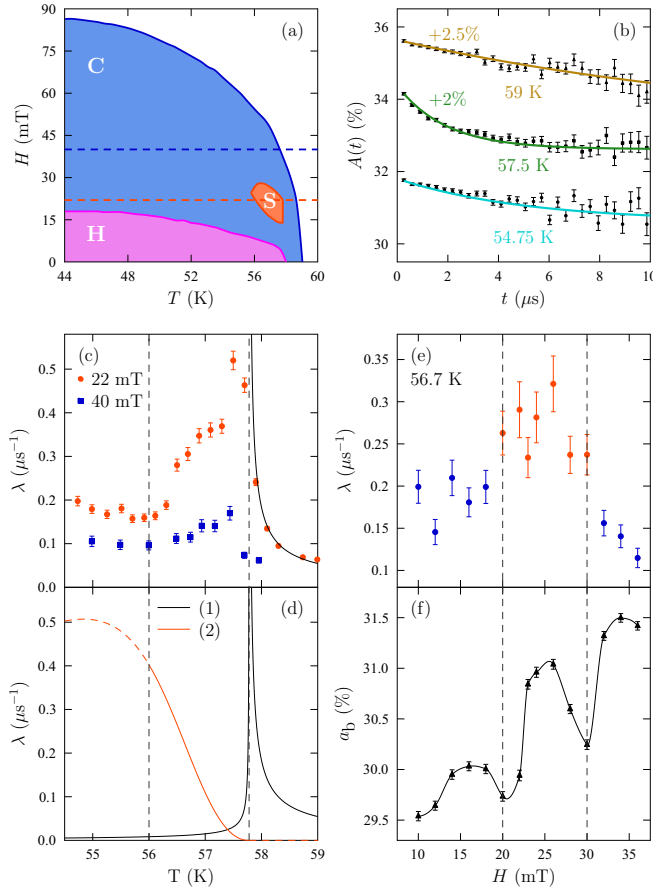 90
75
60
45
30
15
0
H (mT)
(a)
C
S
H
44
48
52
56
60
T (K)
36
34
32
30
A(t) (%)
(b)
+2.5%
59 K
+2%
57.5 K
54.75 K
0
2
4
6
8
10
t (μs)
0.5
0.4
0.3
0.2
0.1
0.0
λ (μs⁻¹)
(c)
22 mT
40 mT
0.35
0.3
0.25
0.2
0.15
0.1
λ (μs⁻¹)
(e)
56.7 K
0.5
0.4
0.3
0.2
0.1
0.0
λ (μs⁻¹)
(1)
(2)
(d)
55
56
57
58
59
T (K)
31.5
31.0
30.5
30.0
29.5
a_b (%)
(f)
10
15
20
25
30
35
H (mT)